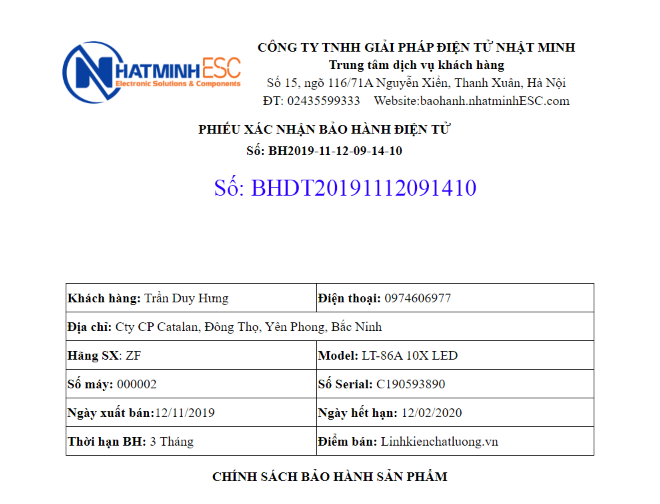 NHATMINHESC
Electronic Solutions & Components
CÔNG TY TNHH GIẢI PHÁP ĐIỆN TỬ NHẬT MINH
Trung tâm dịch vụ khách hàng
Số 15, ngõ 116/71A Nguyễn Xiển, Thanh Xuân, Hà Nội
ĐT: 02435599333 Website:baohanh.nhatminhESC.com
PHIẾU XÁC NHẬN BẢO HÀNH ĐIỆN TỬ
Số: BH2019-11-12-09-14-10
Số: BHDT20191112091410
Khách hàng: Trần Duy Hưng Điện thoại: 0974606977
Địa chỉ: Cty CP Catalan, Đông Thọ, Yên Phong, Bắc Ninh
Hãng SX: ZF Model: LT-86A 10X LED
Số máy: 000002 Số Serial: C190593890
Ngày xuất bán:12/11/2019 Ngày hết hạn: 12/02/2020
Thời hạn BH: 3 Tháng Điểm bán: Linhkienchatluong.vn
CHÍNH SÁCH BẢO HÀNH SẢN PHẨM